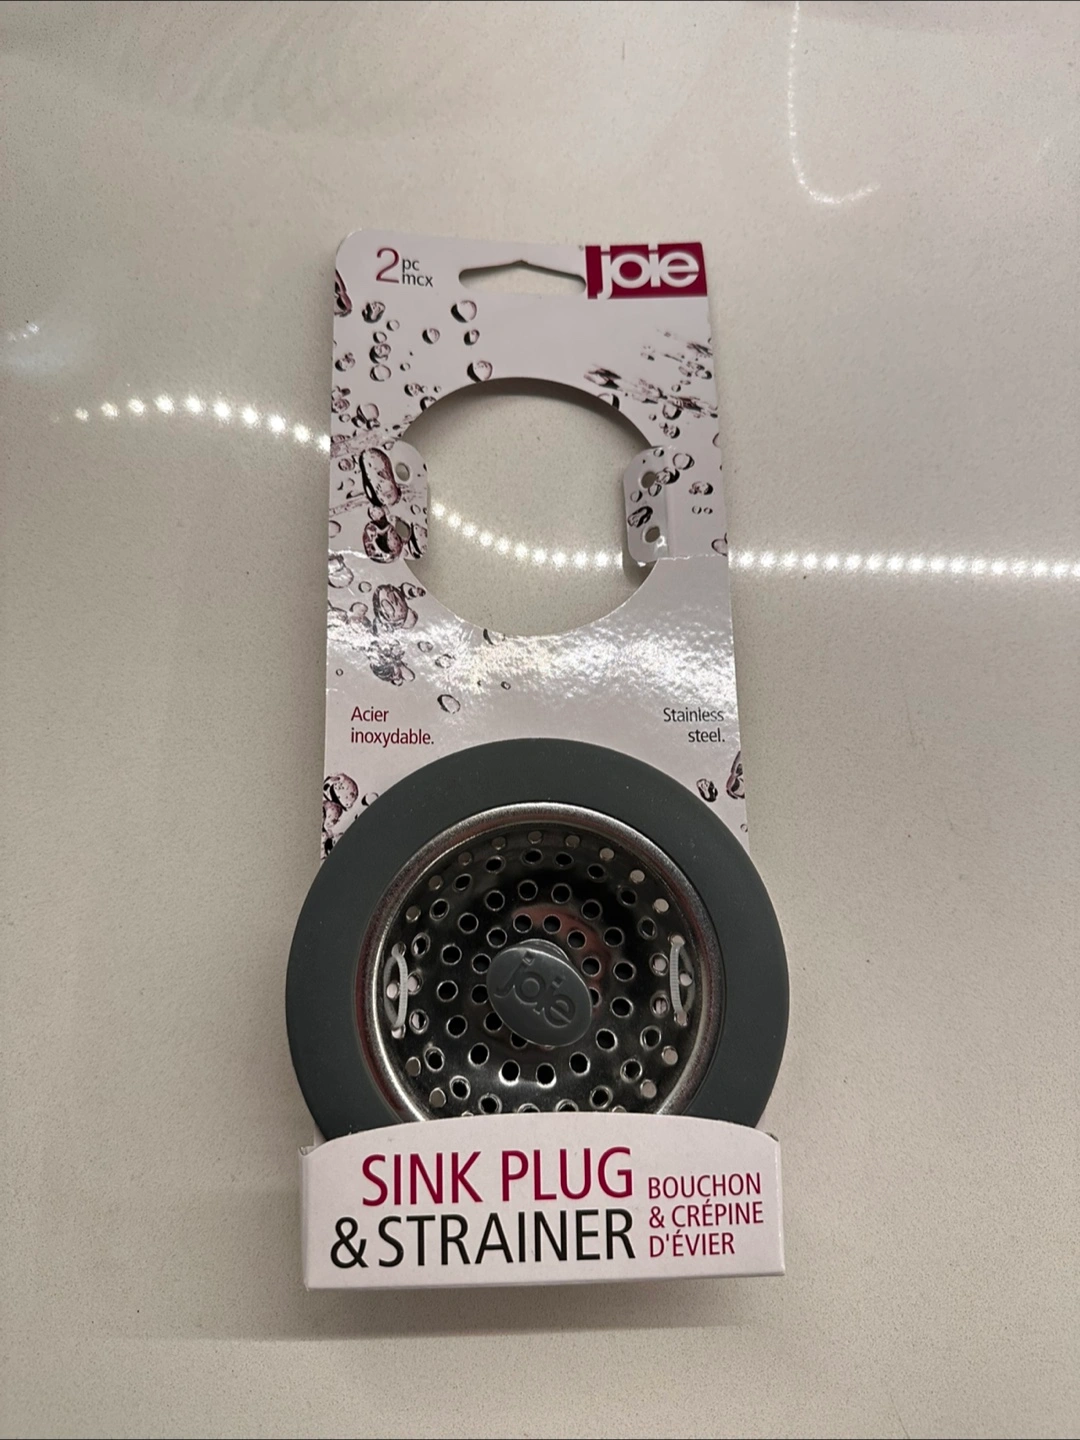 2 pc
mcx
joie
Acier
inoxydable.
Stainless
steel.
joie
SINK PLUG
& STRAINER
BOUCHON
& CRÉPINE
D'ÉVIER